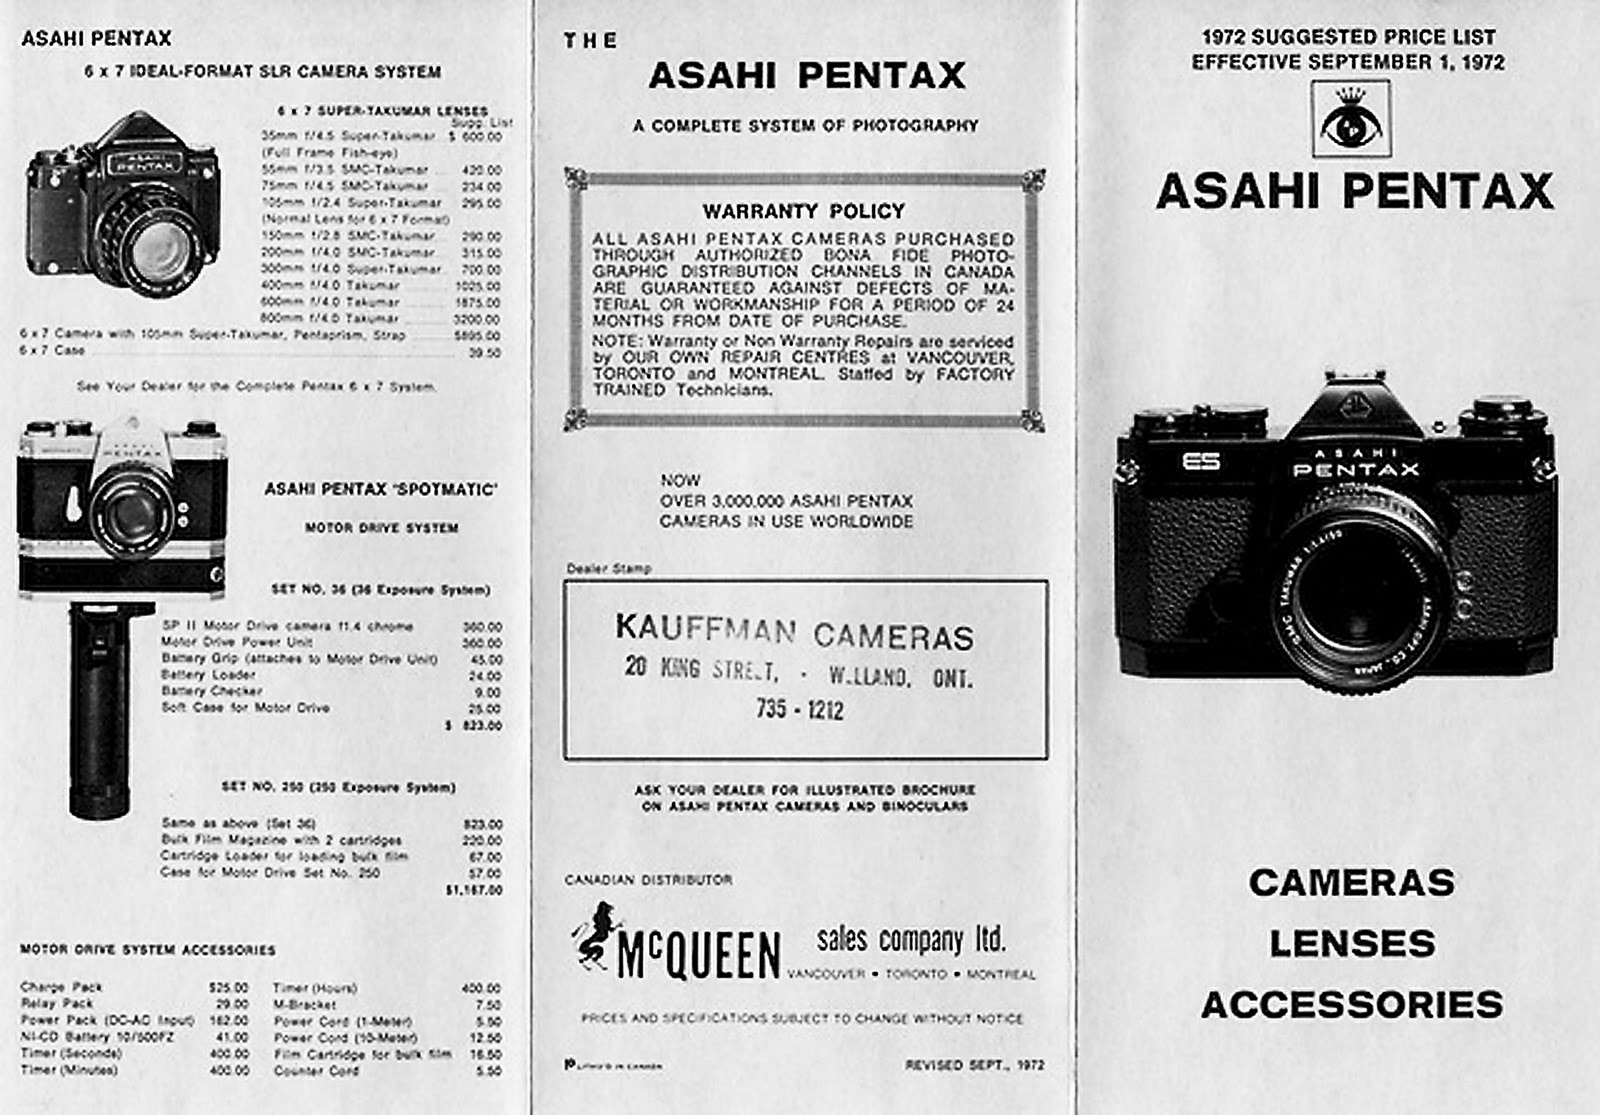 ASAHI PENTAX
6 x 7 IDEAL-FORMAT SLR CAMERA SYSTEM
ASAHI
PENTAX
6 x 7 SUPER-TAKUMAR LENSES
Sugg. List
35mm f/4.5 Super-Takumar $ 600.00
(Full Frame Fish-eye)
55mm f/3.5 SMC-Takumar 420.00
75mm f/4.5 SMC-Takumar 234.00
105mm f/2.4 Super-Takumar 295.00
(Normal Lens for 6 x 7 Format)
150mm f/2.8 SMC-Takumar 290.00
200mm f/4.0 SMC-Takumar 315.00
300mm f/4.0 Super-Takumar 700.00
400mm f/4.0 Takumar 1025.00
600mm f/4.0 Takumar 1875.00
800mm f/4.0 Takumar 3200.00
6 x 7 Camera with 105mm Super-Takumar, Pentaprism, Strap $895.00
6 x 7 Case 39.50
See Your Dealer for the Complete Pentax 6 x 7 System.
ASAHI
PENTAX
ASAHI PENTAX 'SPOTMATIC'
MOTOR DRIVE SYSTEM
SET NO. 36 (36 Exposure System)
SP II Motor Drive camera f1.4 chrome 360.00
Motor Drive Power Unit 360.00
Battery Grip (attaches to Motor Drive Unit) 45.00
Battery Loader 24.00
Battery Checker 9.00
Soft Case for Motor Drive 25.00
$ 823.00
SET NO. 250 (250 Exposure System)
Same as above (Set 36) 823.00
Bulk Film Magazine with 2 cartridges 220.00
Cartridge Loader for loading bulk film 67.00
Case for Motor Drive Set No. 250 57.00
$1,167.00
MOTOR DRIVE SYSTEM ACCESSORIES
Charge Pack $25.00
Relay Pack 29.00
Power Pack (DC-AC Input) 162.00
NI-CD Battery 10/500FZ 41.00
Timer (Seconds) 400.00
Timer (Minutes) 400.00
Timer (Hours) 400.00
M-Bracket 7.50
Power Cord (1-Meter) 5.50
Power Cord (10-Meter) 12.50
Film Cartridge for bulk film 16.50
Counter Cord 5.50
THE
ASAHI PENTAX
A COMPLETE SYSTEM OF PHOTOGRAPHY
WARRANTY POLICY
ALL ASAHI PENTAX CAMERAS PURCHASED
THROUGH AUTHORIZED BONA FIDE PHOTO-
GRAPHIC DISTRIBUTION CHANNELS IN CANADA
ARE GUARANTEED AGAINST DEFECTS OF MA-
TERIAL OR WORKMANSHIP FOR A PERIOD OF 24
MONTHS FROM DATE OF PURCHASE.
NOTE: Warranty or Non Warranty Repairs are serviced
by OUR OWN REPAIR CENTRES at VANCOUVER,
TORONTO and MONTREAL. Staffed by FACTORY
TRAINED Technicians.
NOW
OVER 3,000,000 ASAHI PENTAX
CAMERAS IN USE WORLDWIDE
Dealer Stamp
KAUFFMAN CAMERAS
20 KING STREET, - WELLAND, ONT.
735 - 1212
ASK YOUR DEALER FOR ILLUSTRATED BROCHURE
ON ASAHI PENTAX CAMERAS AND BINOCULARS
CANADIAN DISTRIBUTOR
McQUEEN sales company ltd.
VANCOUVER • TORONTO • MONTREAL
PRICES AND SPECIFICATIONS SUBJECT TO CHANGE WITHOUT NOTICE
LITHO'D IN CANADA
REVISED SEPT., 1972
1972 SUGGESTED PRICE LIST
EFFECTIVE SEPTEMBER 1, 1972
ASAHI PENTAX
ES
ASAHI
PENTAX
SMC TAKUMAR 1:1.4/50
ASAHI OPT. CO., JAPAN
CAMERAS
LENSES
ACCESSORIES